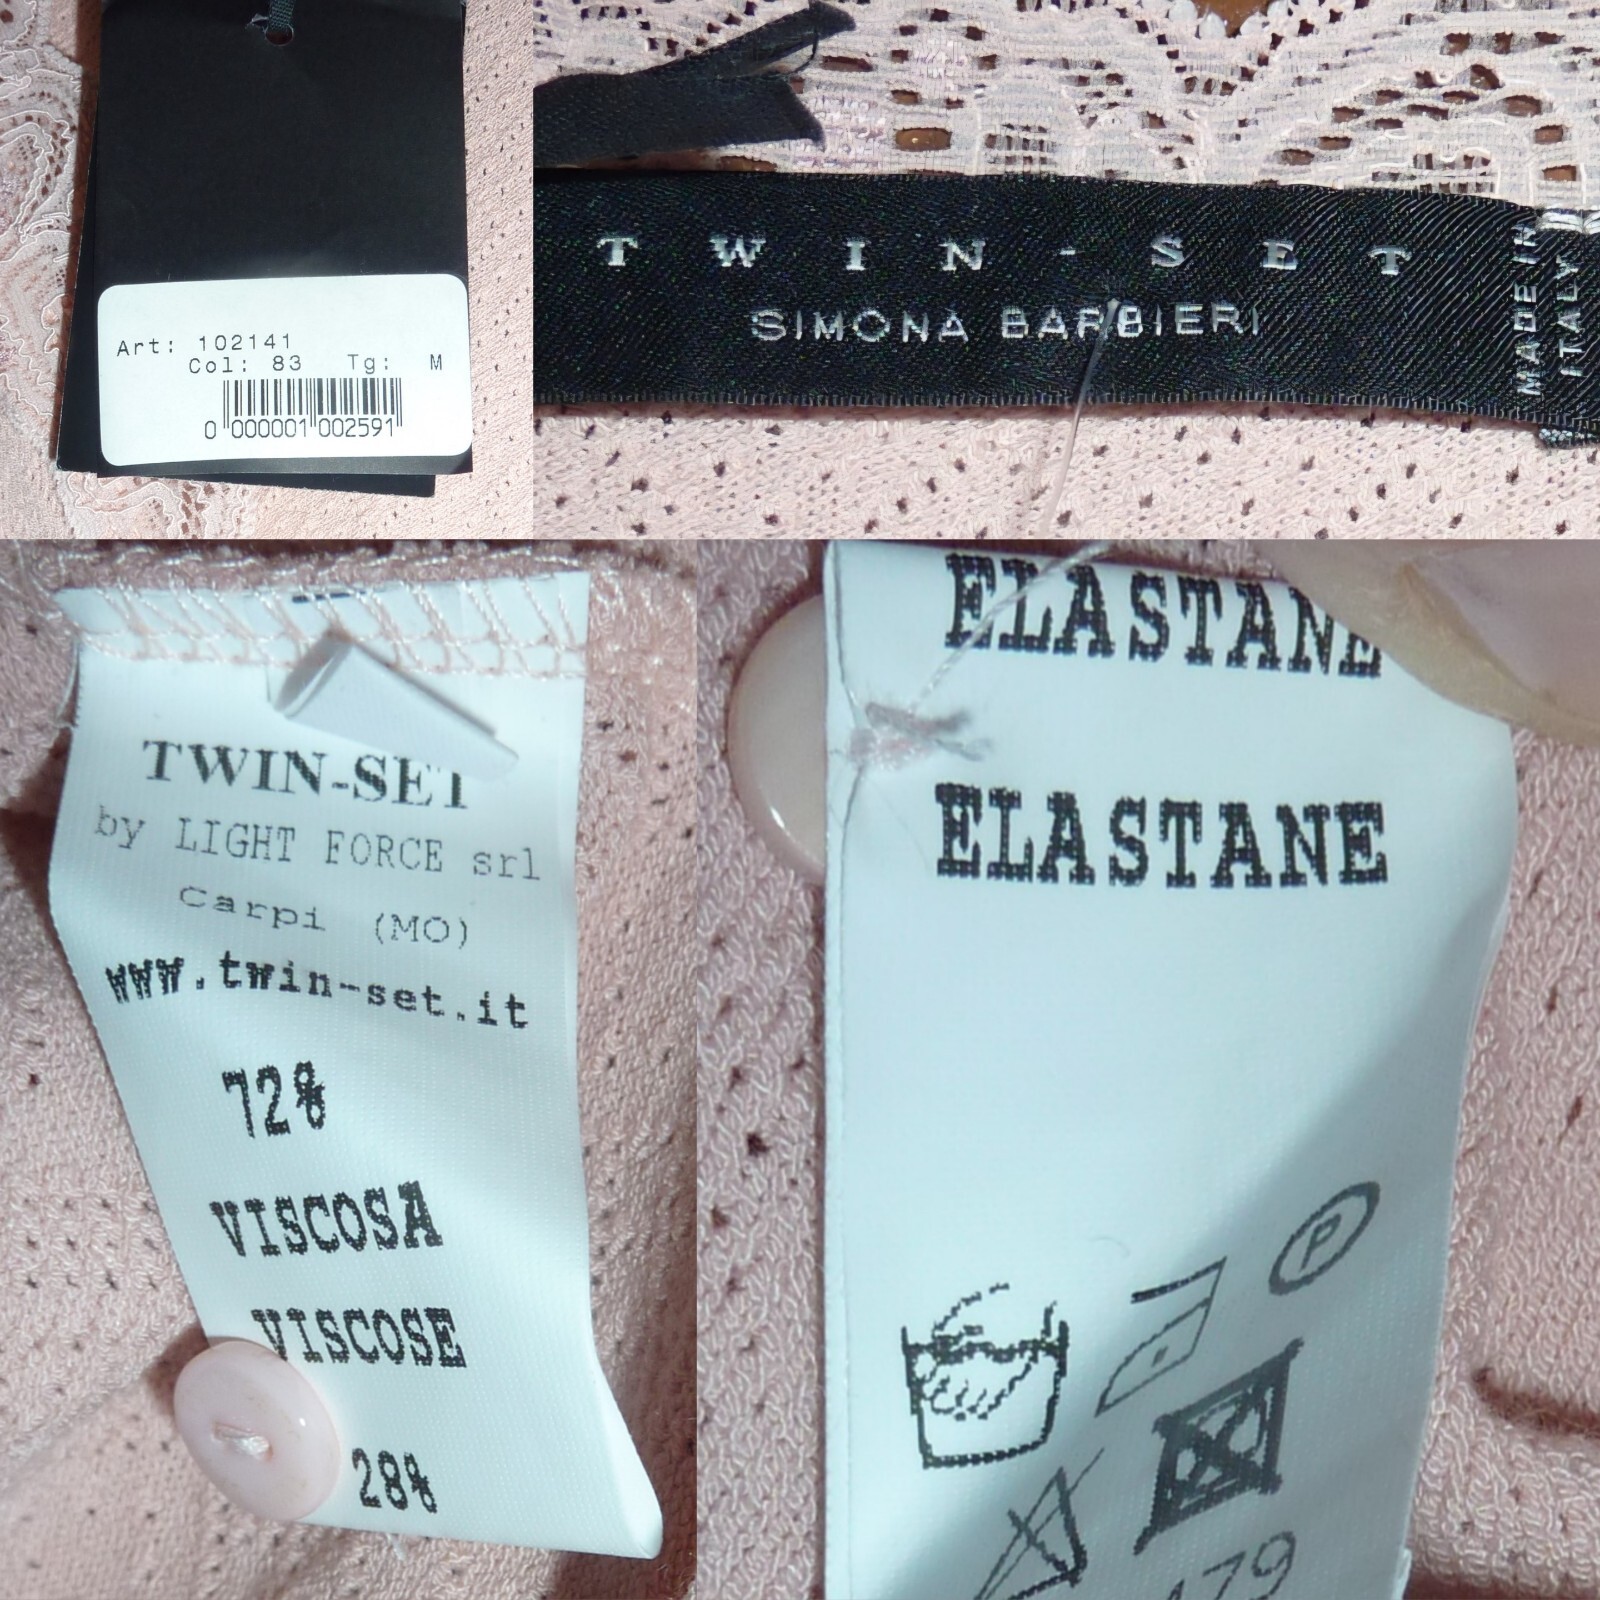 Art: 102141
Col: 83 Tg: M
0 000001 002591
TWIN-SET
SIMONA BARBIERI
MADE IN
ITALY
TWIN-SET
by LIGHT FORCE srl
Carpi (MO)
www.twin-set.it
72%
VISCOSA
VISCOSE
28%
ELASTANE
ELASTANE
P